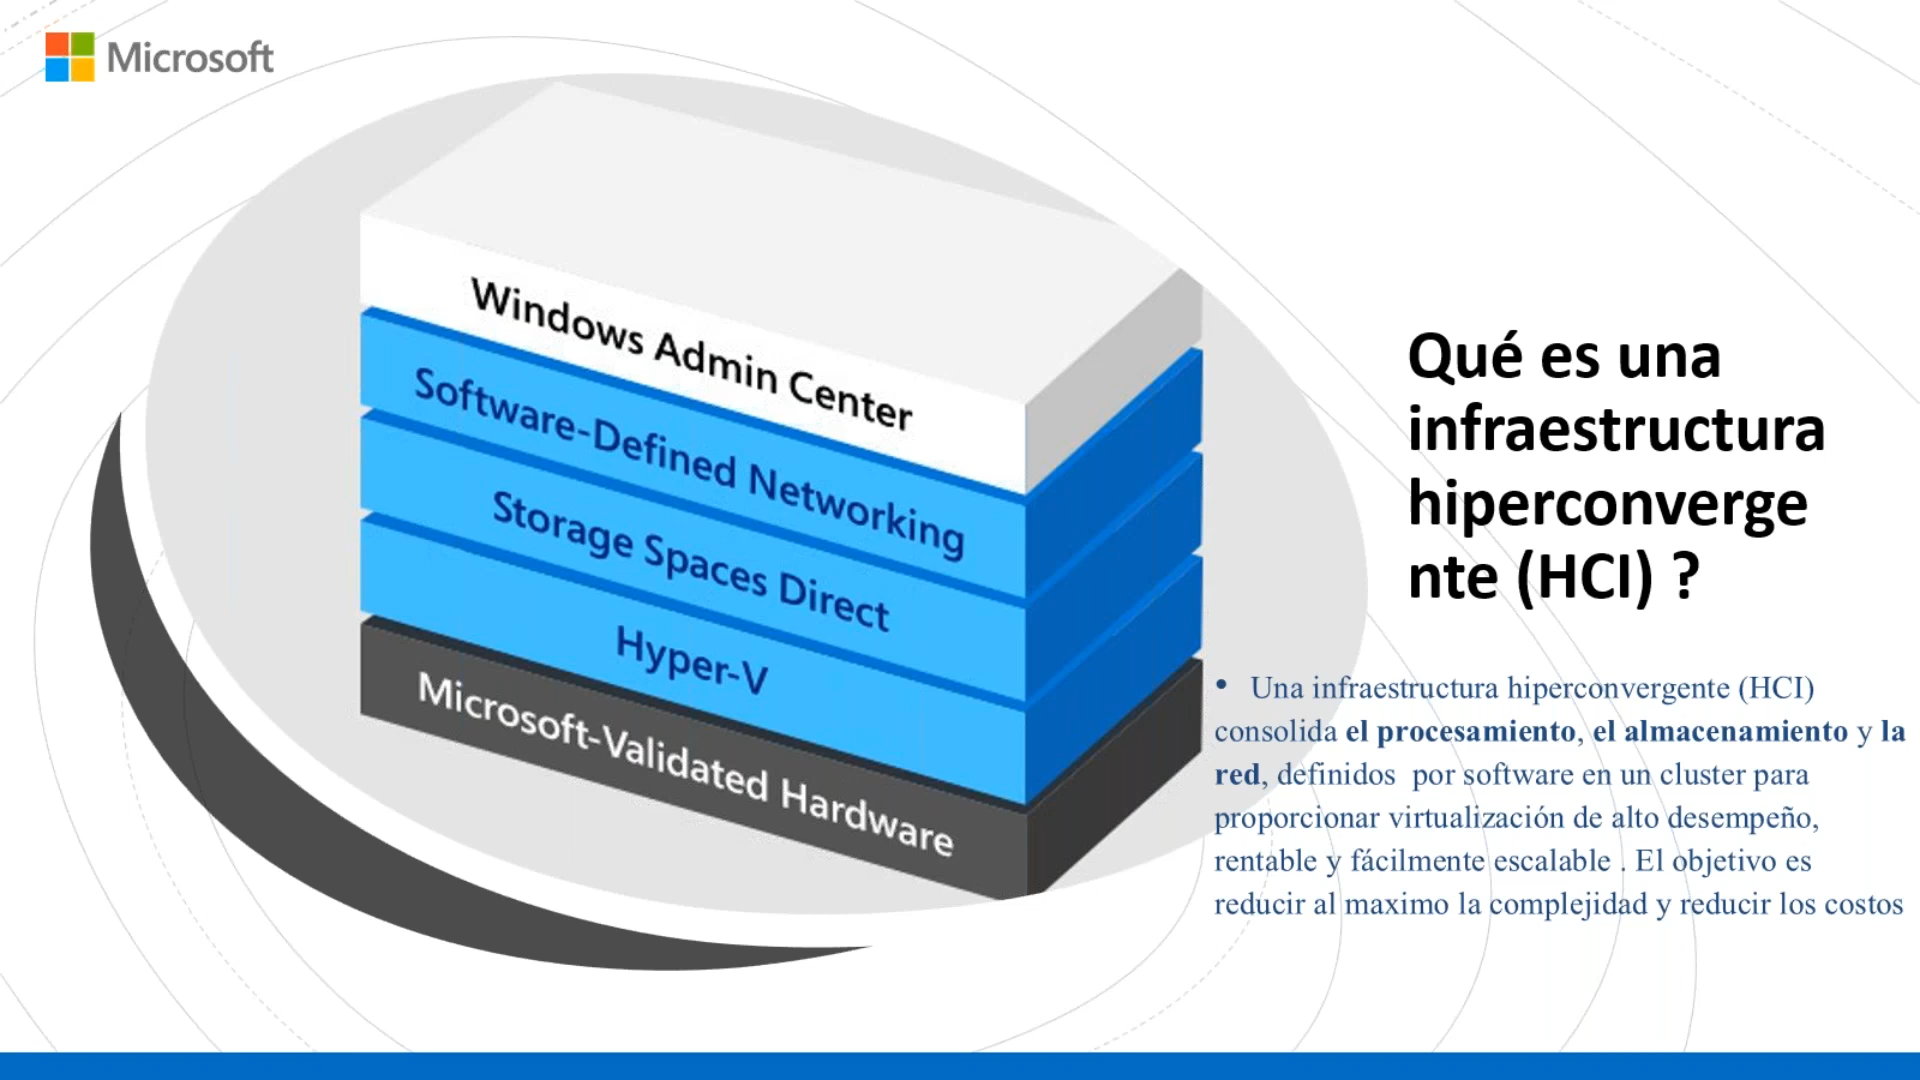 Microsoft
Windows Admin Center
Software-Defined Networking
Storage Spaces Direct
Hyper-V
Microsoft-Validated Hardware
Qué es una
infraestructura
hiperconverge
nte (HCI) ?
• Una infraestructura hiperconvergente (HCI)
consolida el procesamiento, el almacenamiento y la
red, definidos por software en un cluster para
proporcionar virtualización de alto desempeño,
rentable y fácilmente escalable . El objetivo es
reducir al maximo la complejidad y reducir los costos